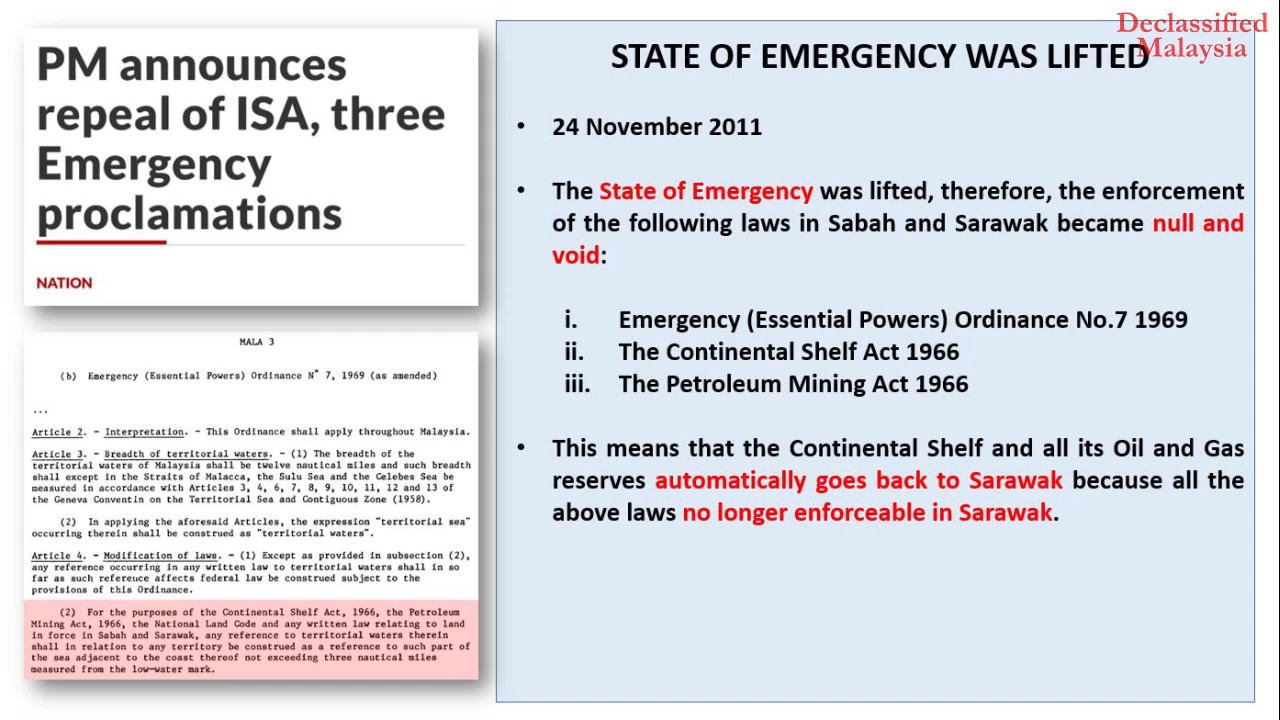 Declassified
Malaysia
PM announces
repeal of ISA, three
Emergency
proclamations
NATION
MALA 3
(b) Emergency (Essential Powers) Ordinance N° 7, 1969 (as amended)
...
Article 2. - Interpretation. - This Ordinance shall apply throughout Malaysia.
Article 3. - Breadth of territorial waters. - (1) The breadth of the
territorial waters of Malaysia shall be twelve nautical miles and such breadth
shall except in the Straits of Malacca, the Sulu Sea and the Celebes Sea be
measured in accordance with Articles 3, 4, 6, 7, 8, 9, 10, 11, 12 and 13 of
the Geneva Conventin on the Territorial Sea and Contiguous Zone (1958).
(2) In applying the aforesaid Articles, the expression "territorial sea"
occurring therein shall be construed as "territorial waters".
Article 4. - Modification of laws. - (1) Except as provided in subsection (2),
any reference occurring in any written law to territorial waters shall in so
far as such reference affects federal law be construed subject to the
provisions of this Ordinance.
(2) For the purposes of the Continental Shelf Act, 1966, the Petroleum
Mining Act, 1966, the National Land Code and any written law relating to land
in force in Sabah and Sarawak, any reference to territorial waters therein
shall in relation to any territory be construed as a reference to such part of
the sea adjacent to the coast thereof not exceeding three nautical miles
measured from the low-water mark.
STATE OF EMERGENCY WAS LIFTED
• 24 November 2011
• The State of Emergency was lifted, therefore, the enforcement
of the following laws in Sabah and Sarawak became null and
void:
i. Emergency (Essential Powers) Ordinance No.7 1969
ii. The Continental Shelf Act 1966
iii. The Petroleum Mining Act 1966
• This means that the Continental Shelf and all its Oil and Gas
reserves automatically goes back to Sarawak because all the
above laws no longer enforceable in Sarawak.